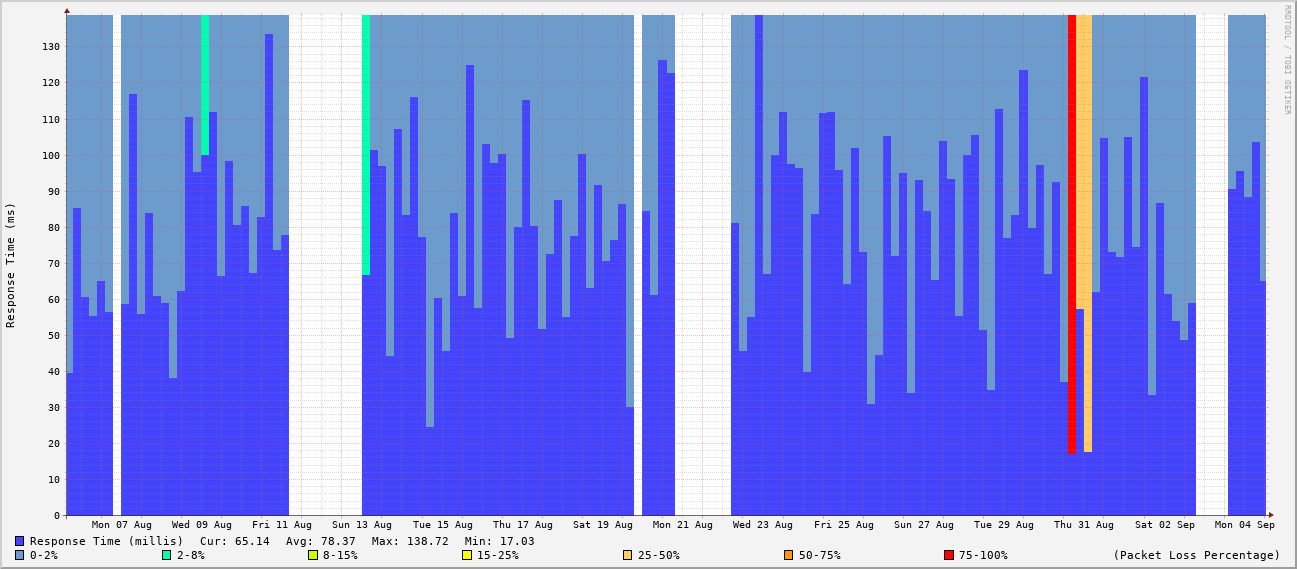 RRDTOOL / TOBI OETIKER
Response Time (ms)
130
120
110
100
90
80
70
60
50
40
30
20
10
0
Mon 07 Aug Wed 09 Aug Fri 11 Aug Sun 13 Aug Tue 15 Aug Thu 17 Aug Sat 19 Aug Mon 21 Aug Wed 23 Aug Fri 25 Aug Sun 27 Aug Tue 29 Aug Thu 31 Aug Sat 02 Sep Mon 04 Sep
Response Time (millis) Cur: 65.14 Avg: 78.37 Max: 138.72 Min: 17.03
0-2% 2-8% 8-15% 15-25% 25-50% 50-75% 75-100% (Packet Loss Percentage)